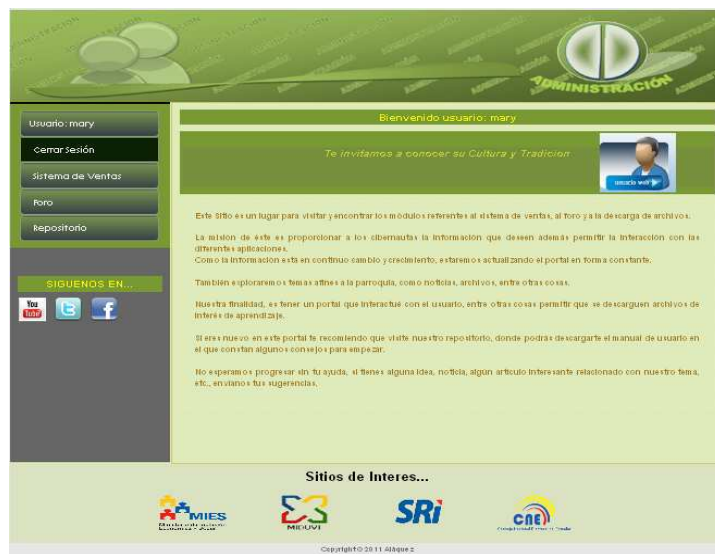 ADMINISTRACIÓN
Usuario: mary
Cerrar Sesión
Sistema de Ventas
Foro
Repositorio
SIGUENOS EN...
You
Tube
Bienvenido usuario: mary
Te invitamos a conocer su Cultura y Tradicion
usuario web
Este Sitio es un lugar para visitar y encontrar los módulos referentes al sistema de ventas, al foro y a la descarga de archivos.
La misión de éste es proporcionar a los cibernautas la información que deseen además permitir la interacción con las
diferentes aplicaciones.
Como la información está en continuo cambio y crecimiento, estaremos actualizando el portal en forma constante.
También exploraremos temas afines a la parroquia, como noticias, archivos, entre otras cosas.
Nuestra finalidad, es tener un portal que interactué con el usuario, entre otras cosas permitir que se descarguen archivos de
interés de aprendizaje.
Si eres nuevo en este portal te recomiendo que visite nuestro repositorio, donde podrás descargarte el manual de usuario en
el que constan algunos consejos para empezar.
No esperamos progresar sin tu ayuda, si tienes alguna idea, noticia, algún artículo interesante relacionado con nuestro tema,
etc., envíanos tus sugerencias.
Sitios de Interes...
MIES
MIDUVI
SRi
CNE
Copyright © 2011 Aláquez